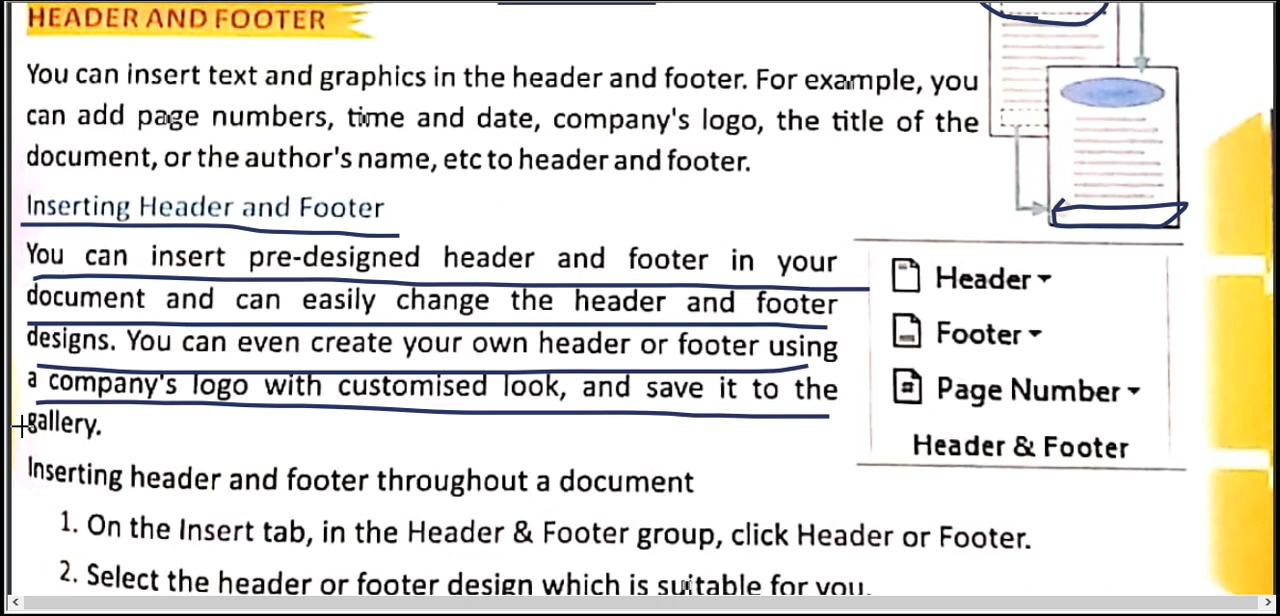 HEADER AND FOOTER
You can insert text and graphics in the header and footer. For example, you
can add page numbers, time and date, company's logo, the title of the
document, or the author's name, etc to header and footer.
Inserting Header and Footer
You can insert pre-designed header and footer in your
document and can easily change the header and footer
designs. You can even create your own header or footer using
a company's logo with customised look, and save it to the
gallery.
Header
Footer
Page Number
Header & Footer
Inserting header and footer throughout a document
1. On the Insert tab, in the Header & Footer group, click Header or Footer.
2. Select the header or footer design which is suitable for you.